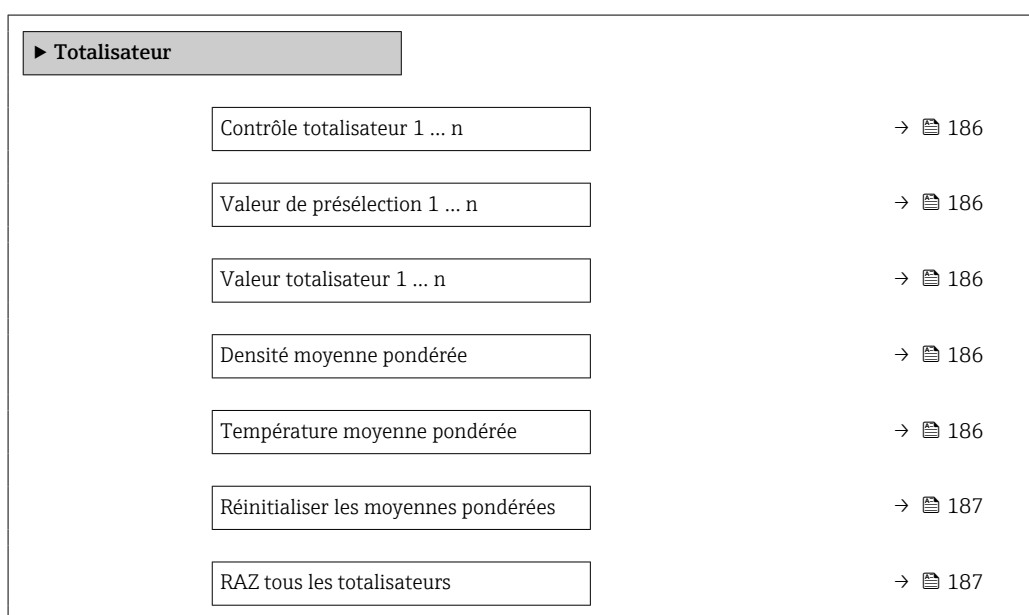 ▶ Totalisateur
Contrôle totalisateur 1 … n → 186
Valeur de présélection 1 … n → 186
Valeur totalisateur 1 … n → 186
Densité moyenne pondérée → 186
Température moyenne pondérée → 186
Réinitialiser les moyennes pondérées → 187
RAZ tous les totalisateurs → 187